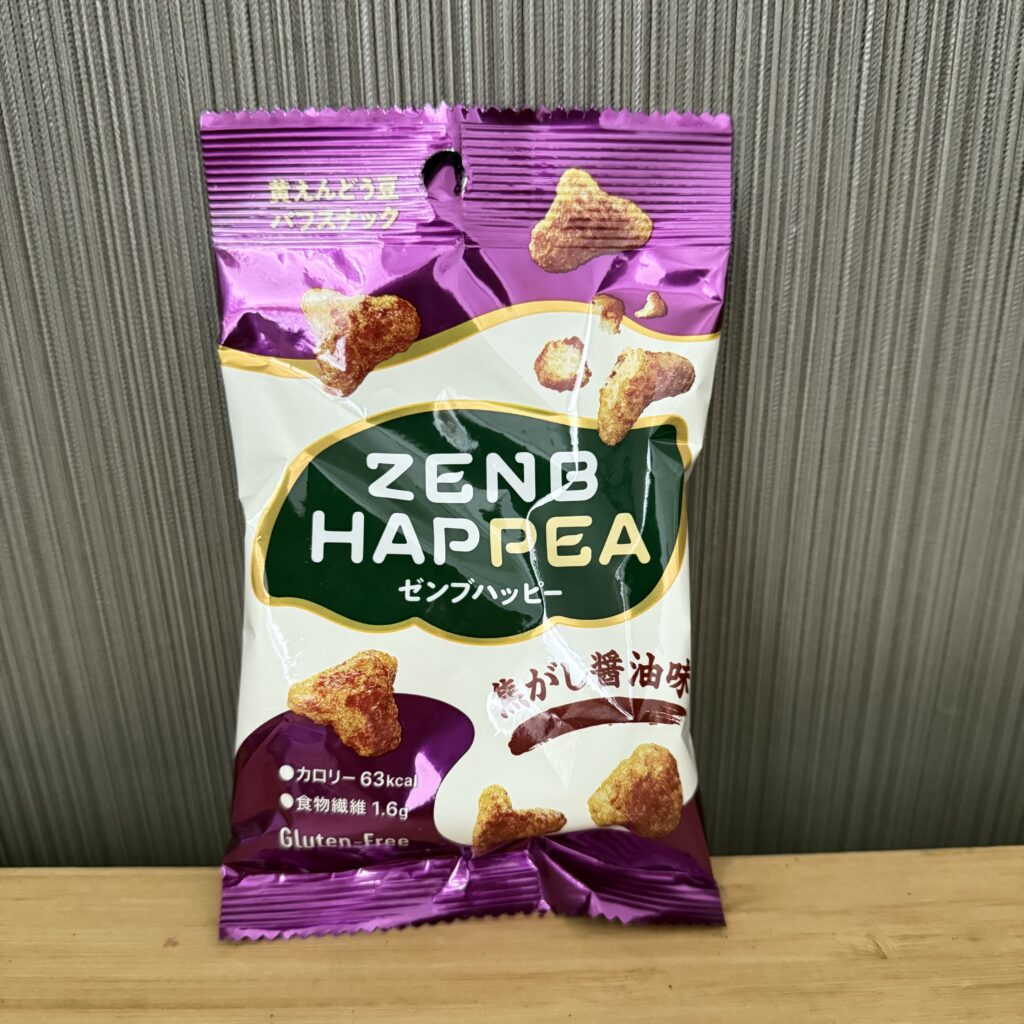 黄えんどう豆
パフスナック
ZENB
HAPPEA
ゼンブハッピー
焦がし醤油味
●カロリー 63kcal
●食物繊維 1.6g
Gluten-Free